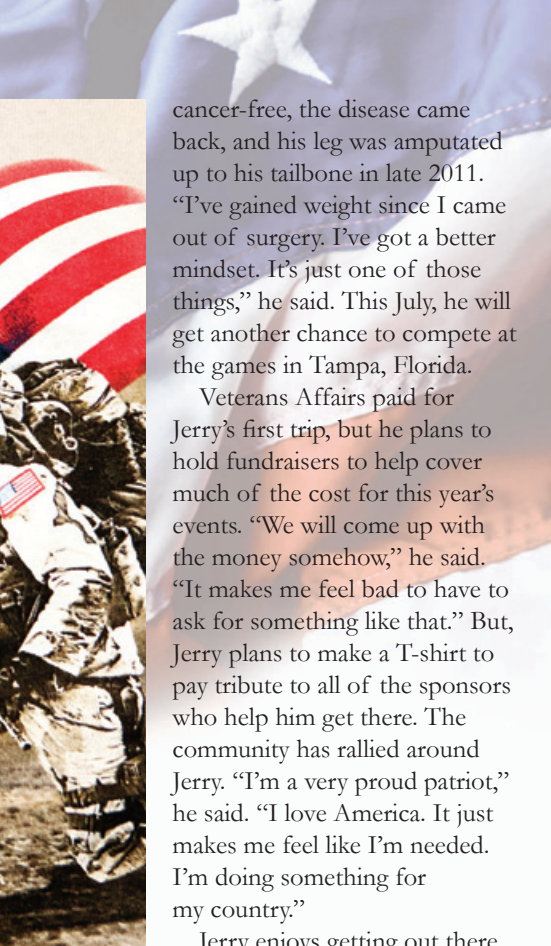 cancer-free, the disease came
back, and his leg was amputated
up to his tailbone in late 2011.
“I’ve gained weight since I came
out of surgery. I’ve got a better
mindset. It’s just one of those
things,” he said. This July, he will
get another chance to compete at
the games in Tampa, Florida.
Veterans Affairs paid for
Jerry’s first trip, but he plans to
hold fundraisers to help cover
much of the cost for this year’s
events. “We will come up with
the money somehow,” he said.
“It makes me feel bad to have to
ask for something like that.” But,
Jerry plans to make a T-shirt to
pay tribute to all of the sponsors
who help him get there. The
community has rallied around
Jerry. “I’m a very proud patriot,”
he said. “I love America. It just
makes me feel like I’m needed.
I’m doing something for
my country.”
Jerry enjoys getting out there